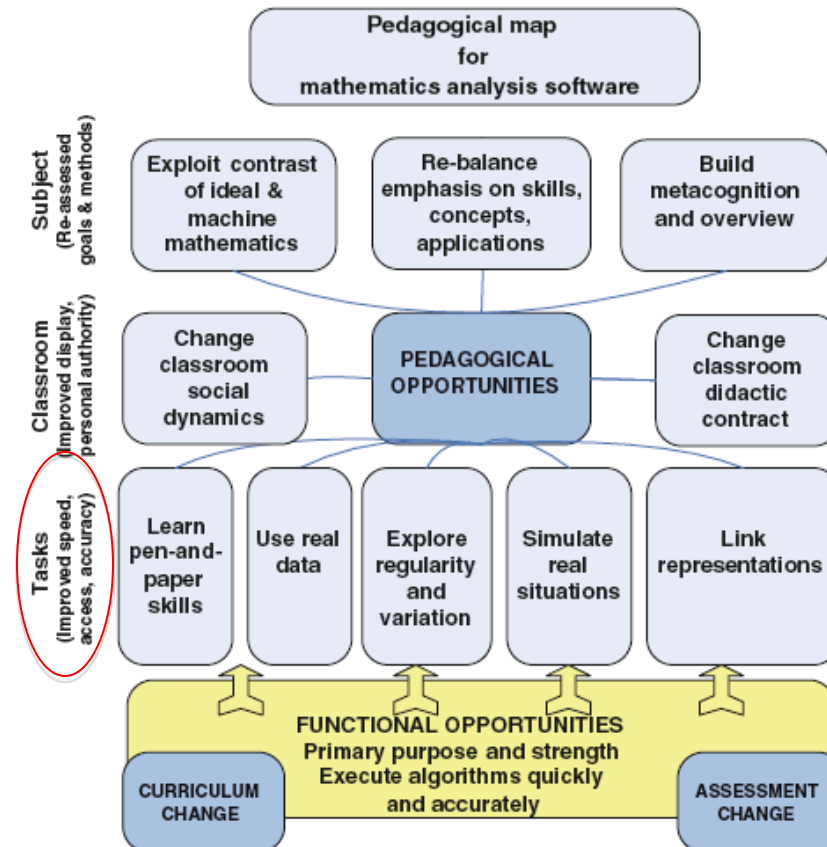 Pedagogical map
for
mathematics analysis software
Subject
(Re-assessed
goals & methods)
Exploit contrast
of ideal &
machine
mathematics
Re-balance
emphasis on skills,
concepts,
applications
Build
metacognition
and overview
Classroom
(Improved display,
personal authority)
Change
classroom
social
dynamics
PEDAGOGICAL
OPPORTUNITIES
Change
classroom
didactic
contract
Tasks
(Improved speed,
access, accuracy)
Learn
pen-and-
paper
skills
Use real
data
Explore
regularity
and
variation
Simulate
real
situations
Link
representations
FUNCTIONAL OPPORTUNITIES
Primary purpose and strength
Execute algorithms quickly
and accurately
CURRICULUM
CHANGE
ASSESSMENT
CHANGE